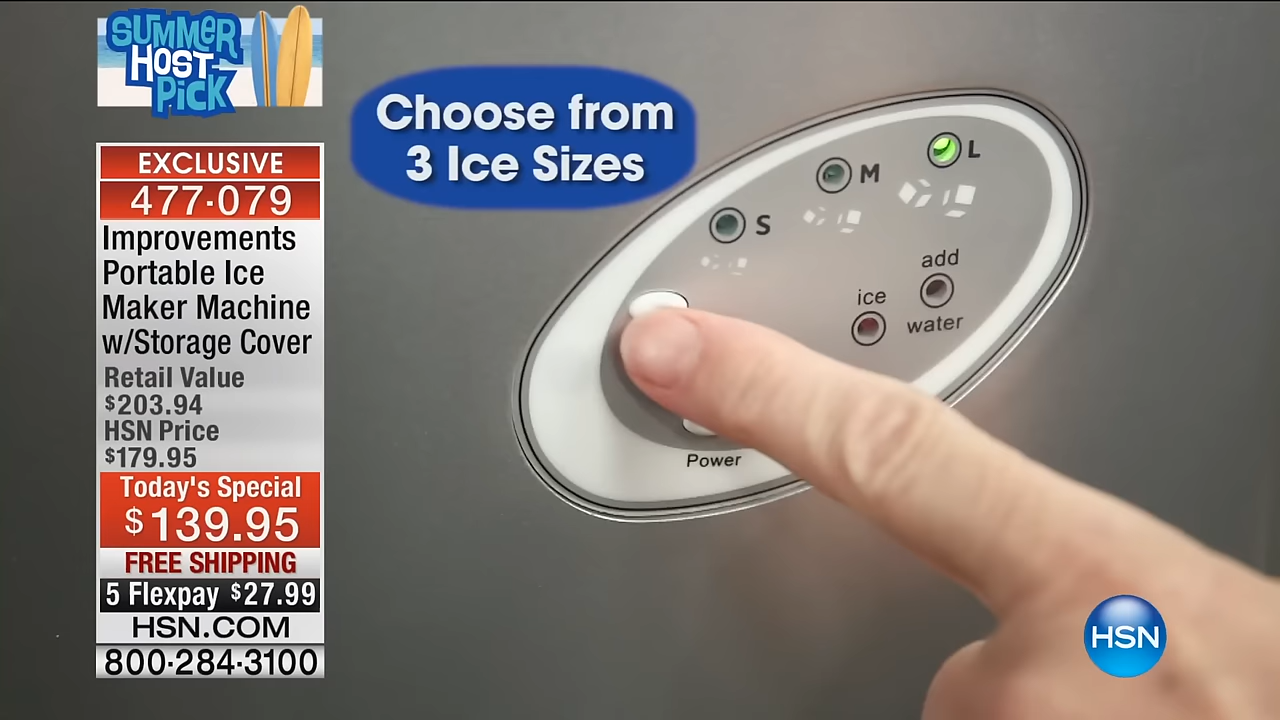 SUMMER
HOST
PICK
EXCLUSIVE
477-079
Improvements
Portable Ice
Maker Machine
w/Storage Cover
Retail Value
$203.94
HSN Price
$179.95
Today's Special
$139.95
FREE SHIPPING
5 Flexpay $27.99
HSN.COM
800-284-3100
Choose from
3 Ice Sizes
L
M
S
add
water
ice
Power
HSN